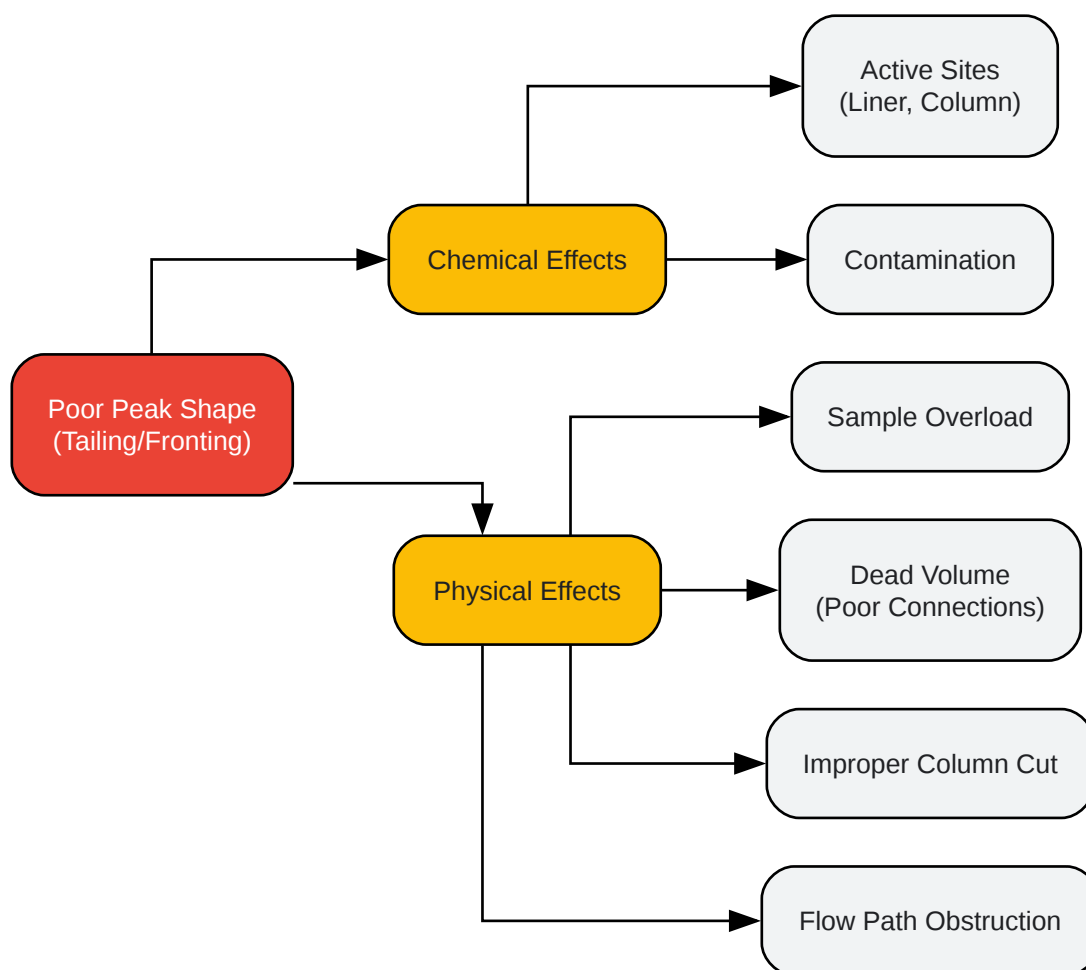 Active Sites
(Liner, Column)
Chemical Effects
Contamination
Poor Peak Shape
(Tailing/Fronting)
Sample Overload
Physical Effects
Dead Volume
(Poor Connections)
Improper Column Cut
Flow Path Obstruction